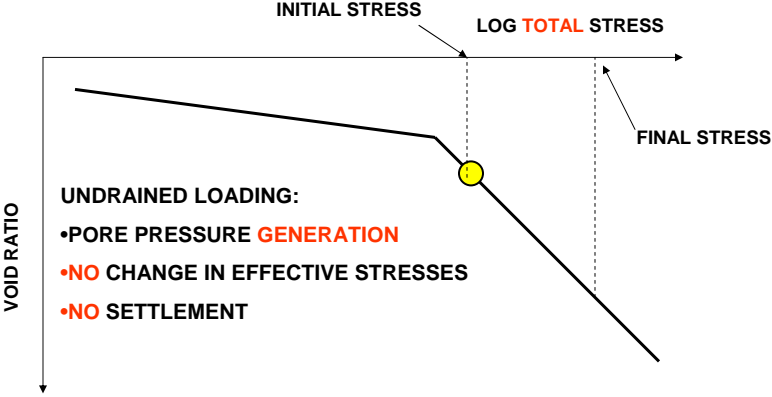 INITIAL STRESS
LOG TOTAL STRESS
FINAL STRESS
VOID RATIO
UNDRAINED LOADING:
•PORE PRESSURE GENERATION
•NO CHANGE IN EFFECTIVE STRESSES
•NO SETTLEMENT